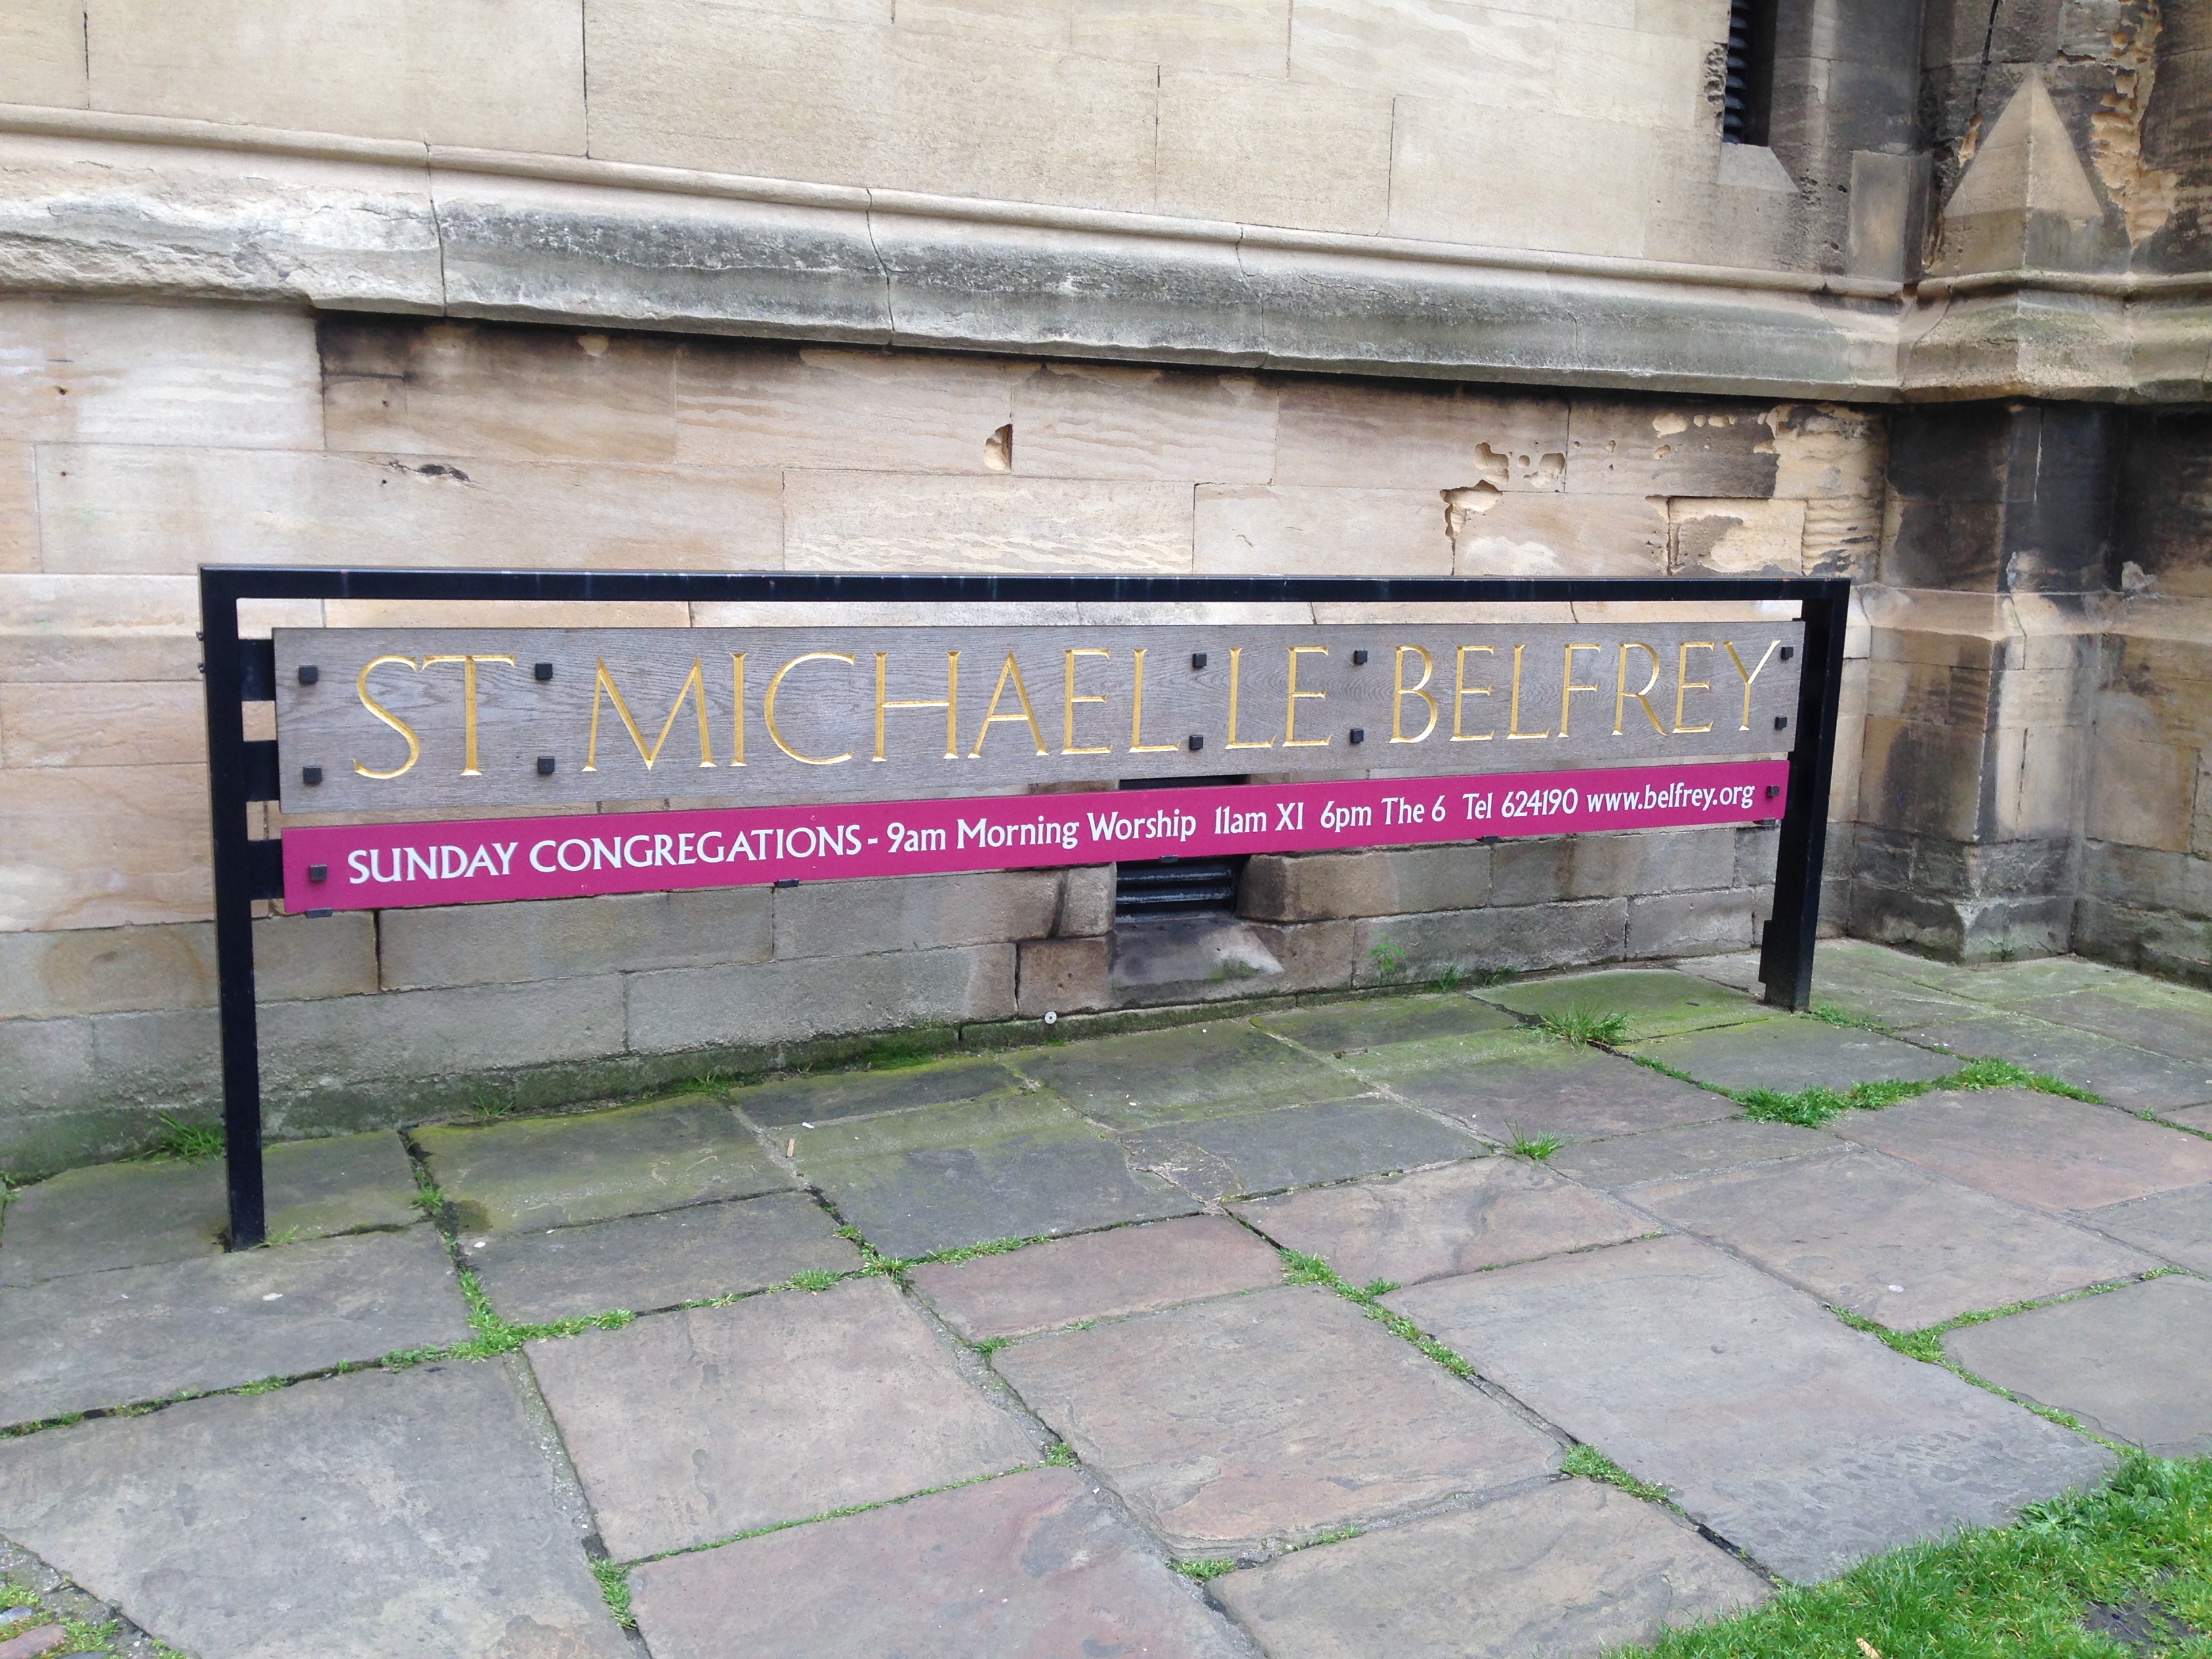 ST MICHAEL LE BELFREY
SUNDAY CONGREGATIONS - 9am Morning Worship 11am XI 6pm The 6 Tel 624190 www.belfrey.org